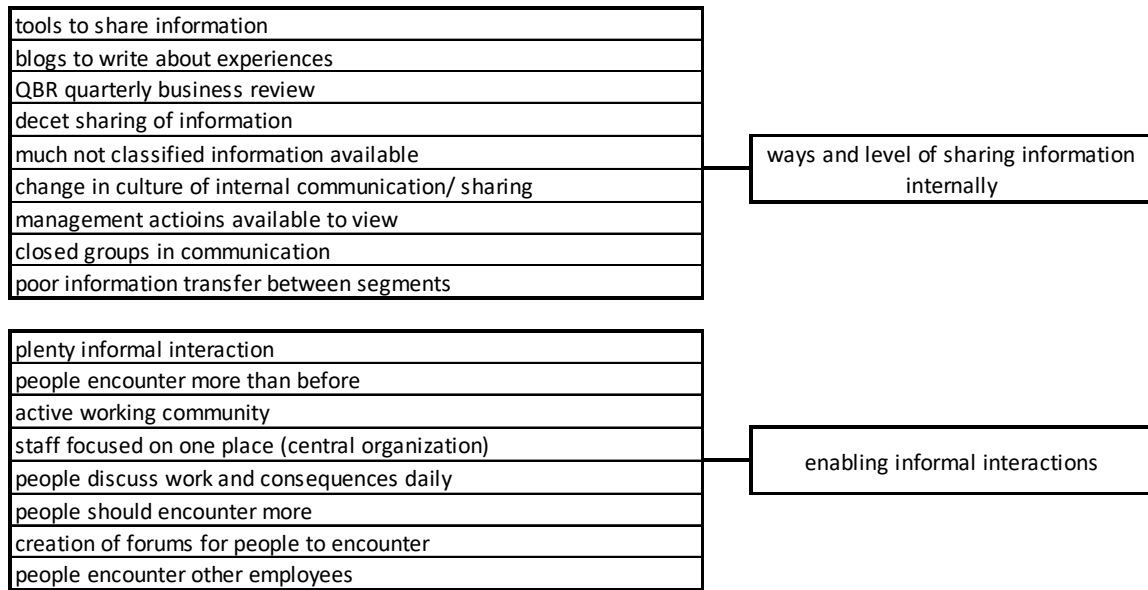 tools to share information
blogs to write about experiences
QBR quarterly business review
decet sharing of information
much not classified information available
change in culture of internal communication/ sharing
management actioins available to view
closed groups in communication
poor information transfer between segments
ways and level of sharing information
internally
plenty informal interaction
people encounter more than before
active working community
staff focused on one place (central organization)
people discuss work and consequences daily
people should encounter more
creation of forums for people to encounter
people encounter other employees
enabling informal interactions